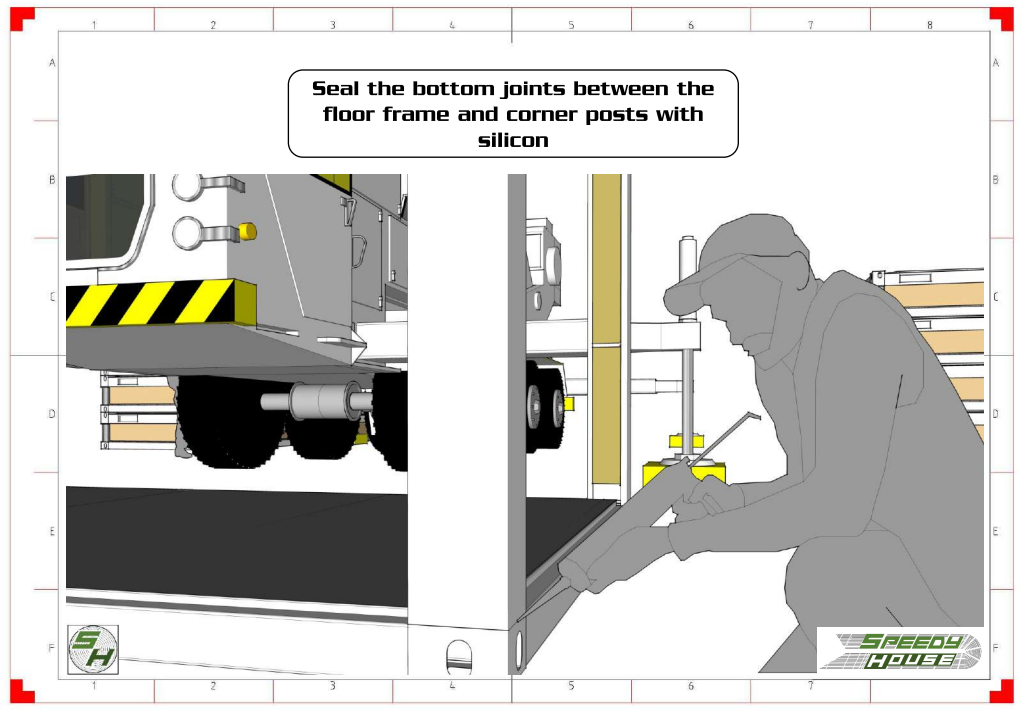 1 2 3 4 5 6 7 8
A A
Seal the bottom joints between the
floor frame and corner posts with
silicon
B B
C C
D D
E E
F F
SH
SPEEDY
HOUSE
1 2 3 4 5 6 7